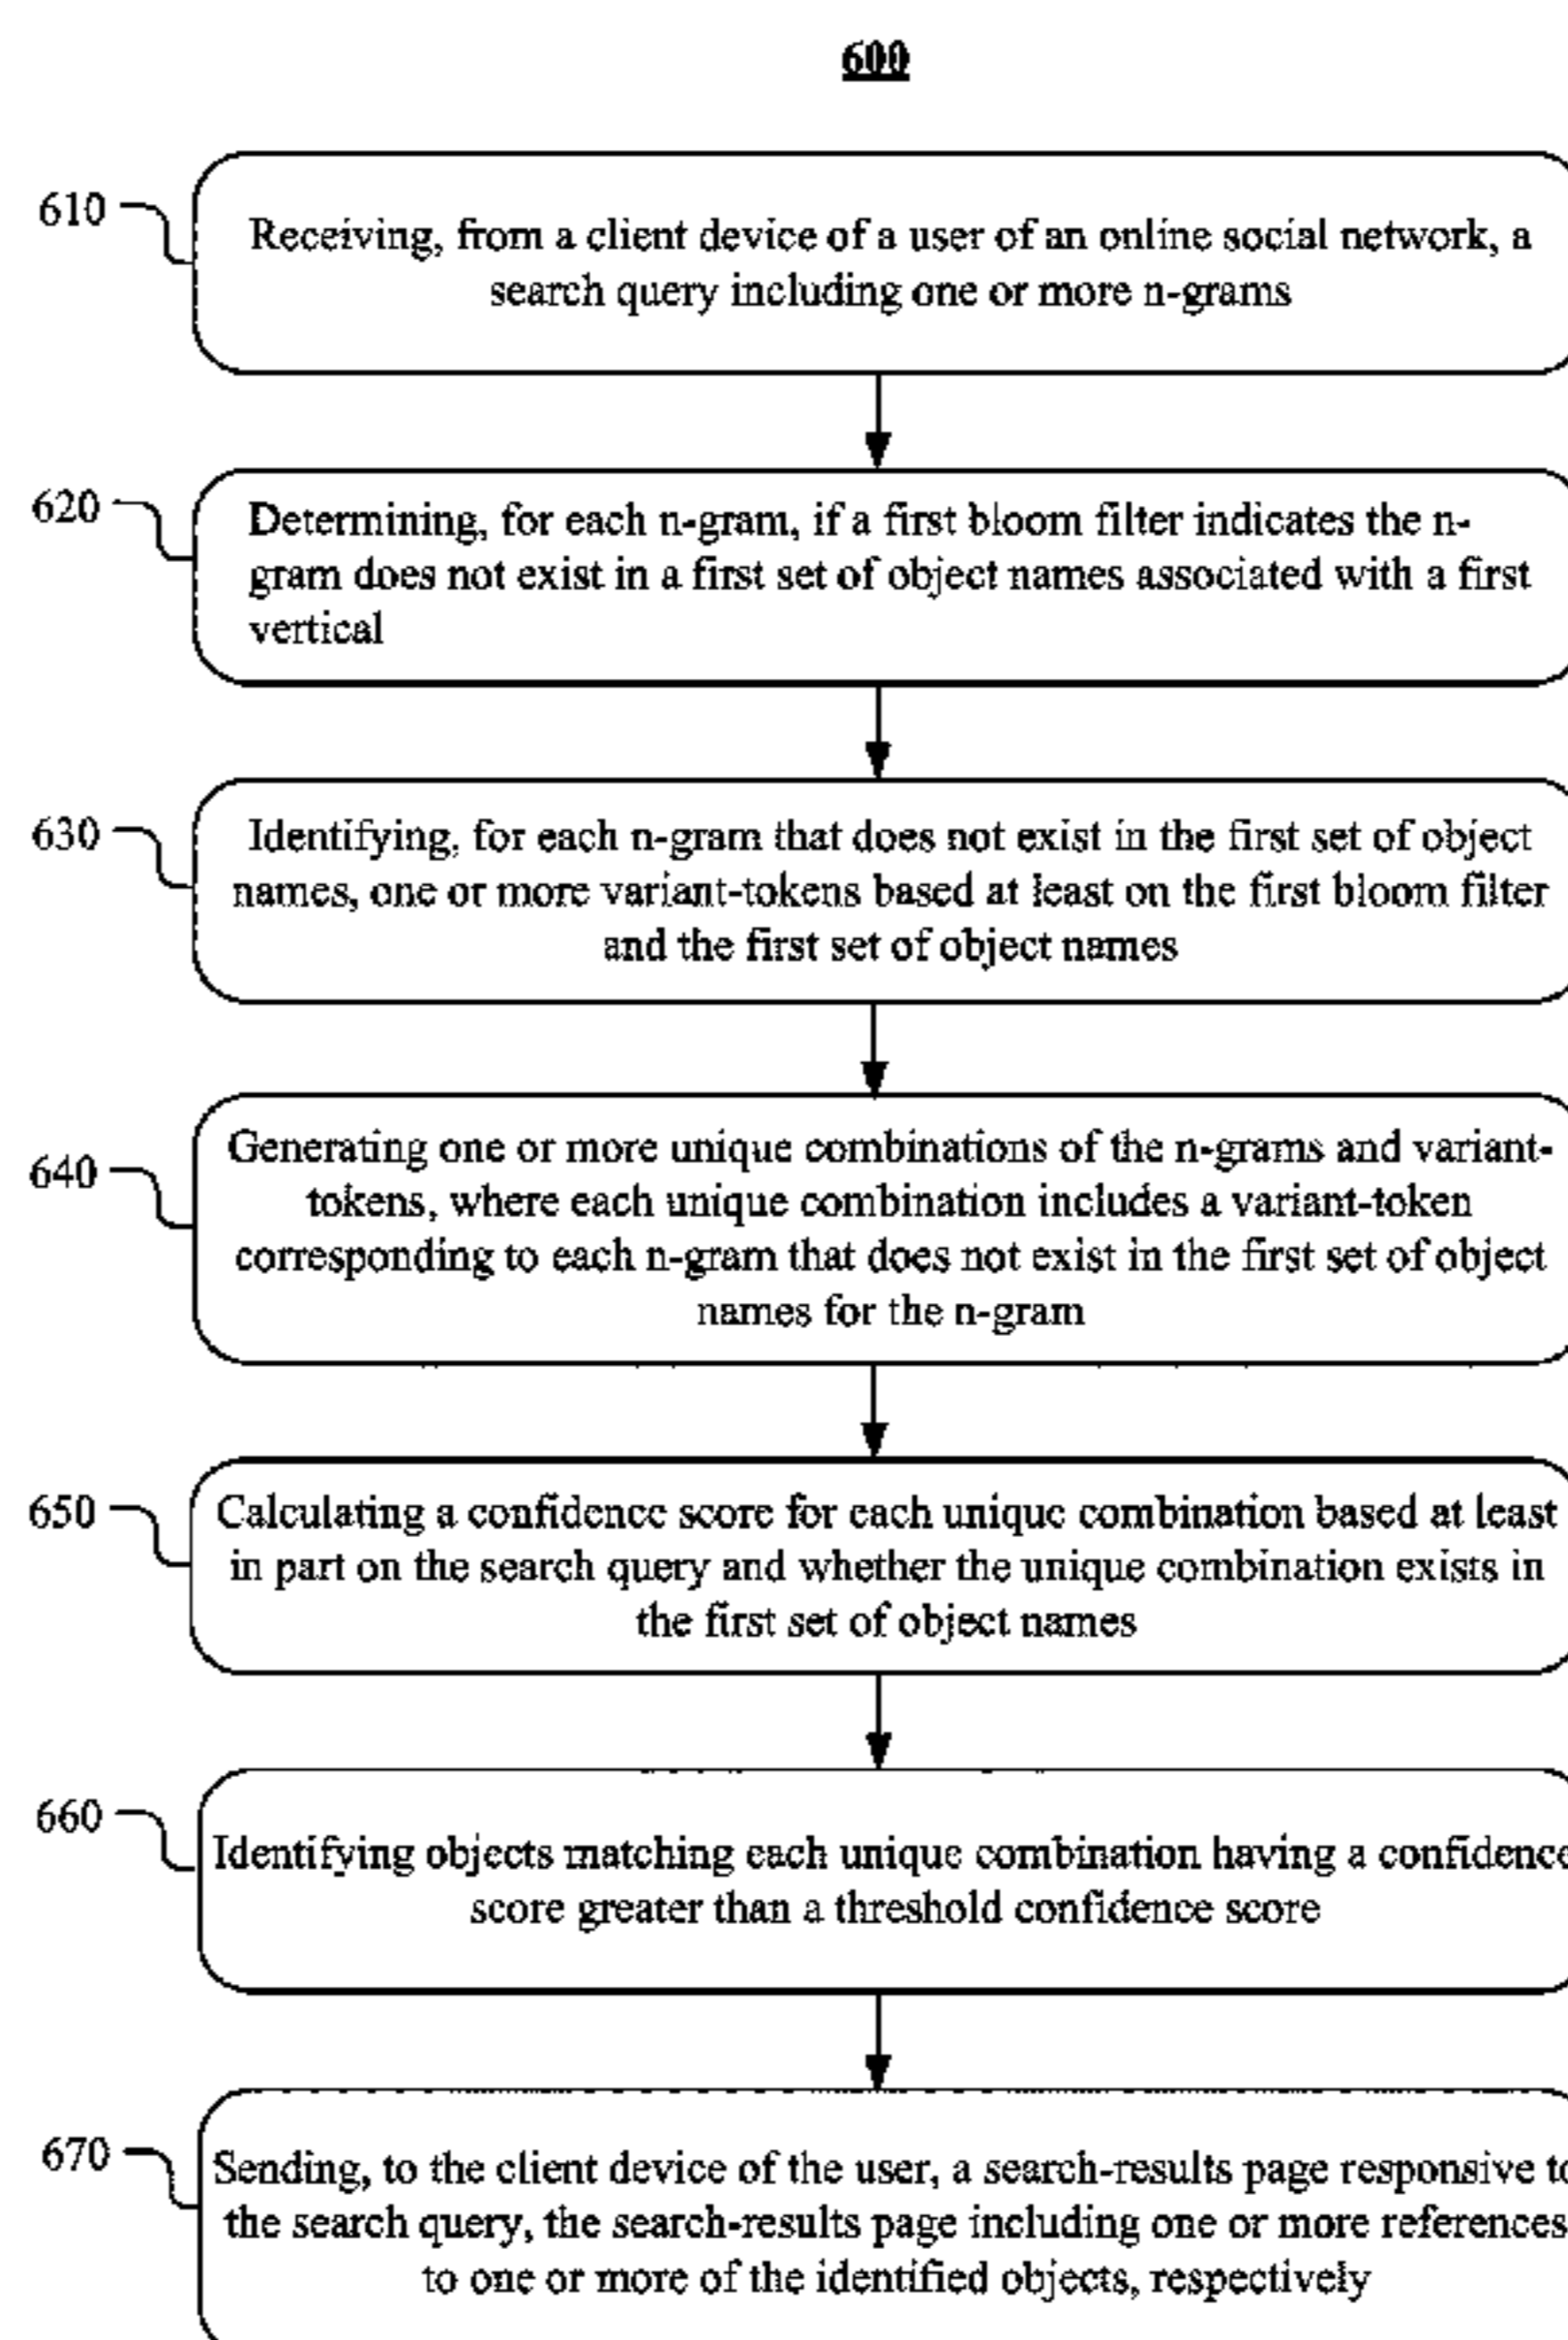 600
610
Receiving, from a client device of a user of an online social network, a
search query including one or more n-grams
620
Determining, for each n-gram, if a first bloom filter indicates the n-
gram does not exist in a first set of object names associated with a first
vertical
630
Identifying, for each n-gram that does not exist in the first set of object
names, one or more variant-tokens based at least on the first bloom filter
and the first set of object names
640
Generating one or more unique combinations of the n-grams and variant-
tokens, where each unique combination includes a variant-token
corresponding to each n-gram that does not exist in the first set of object
names for the n-gram
650
Calculating a confidence score for each unique combination based at least
in part on the search query and whether the unique combination exists in
the first set of object names
660
Identifying objects matching each unique combination having a confidence
score greater than a threshold confidence score
670
Sending, to the client device of the user, a search-results page responsive to
the search query, the search-results page including one or more references
to one or more of the identified objects, respectively